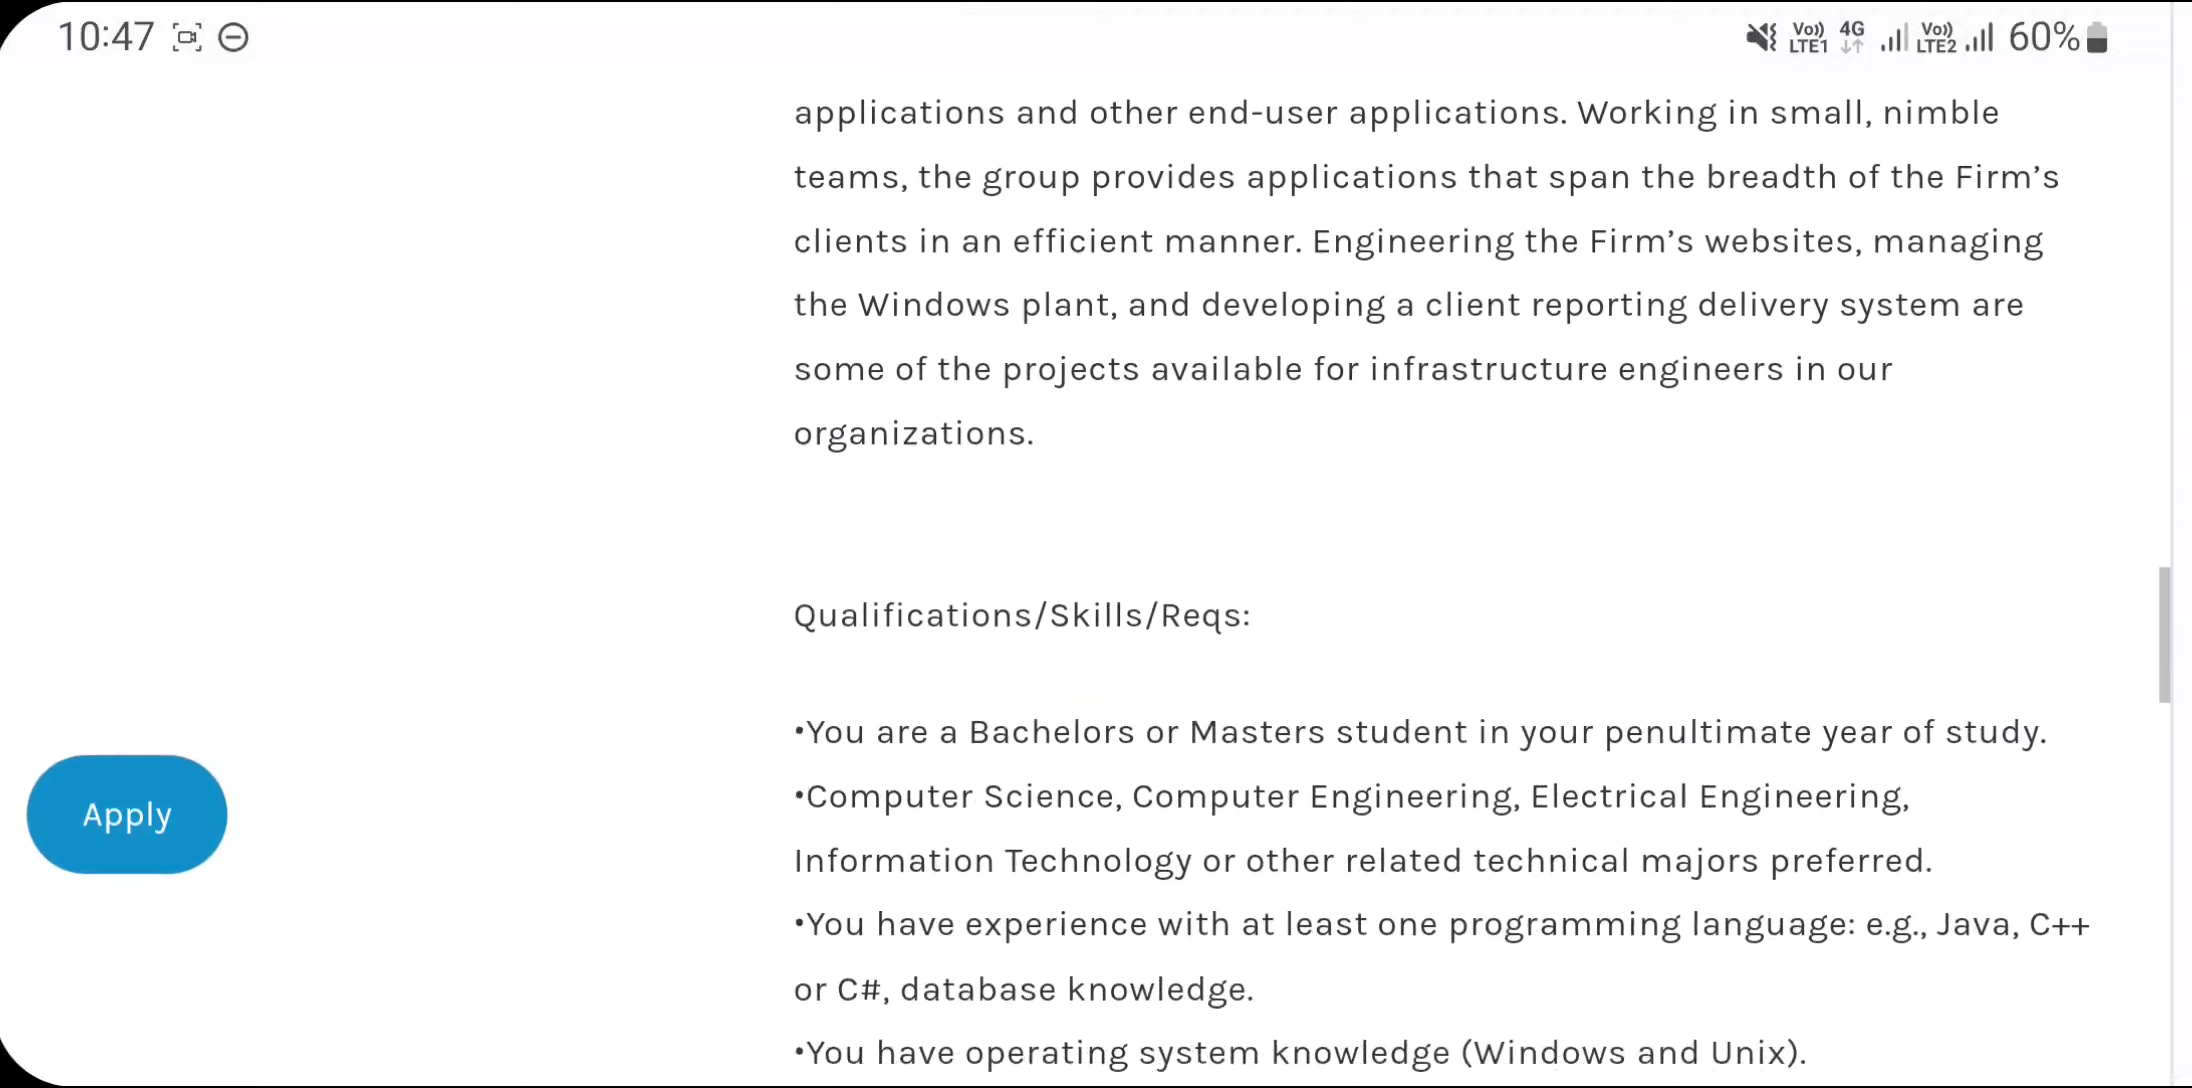 10:47
Vo)) LTE1 4G Vo)) LTE2 60%
applications and other end-user applications. Working in small, nimble
teams, the group provides applications that span the breadth of the Firm’s
clients in an efficient manner. Engineering the Firm’s websites, managing
the Windows plant, and developing a client reporting delivery system are
some of the projects available for infrastructure engineers in our
organizations.
Qualifications/Skills/Reqs:
•You are a Bachelors or Masters student in your penultimate year of study.
•Computer Science, Computer Engineering, Electrical Engineering,
Information Technology or other related technical majors preferred.
•You have experience with at least one programming language: e.g., Java, C++
or C#, database knowledge.
•You have operating system knowledge (Windows and Unix).
Apply